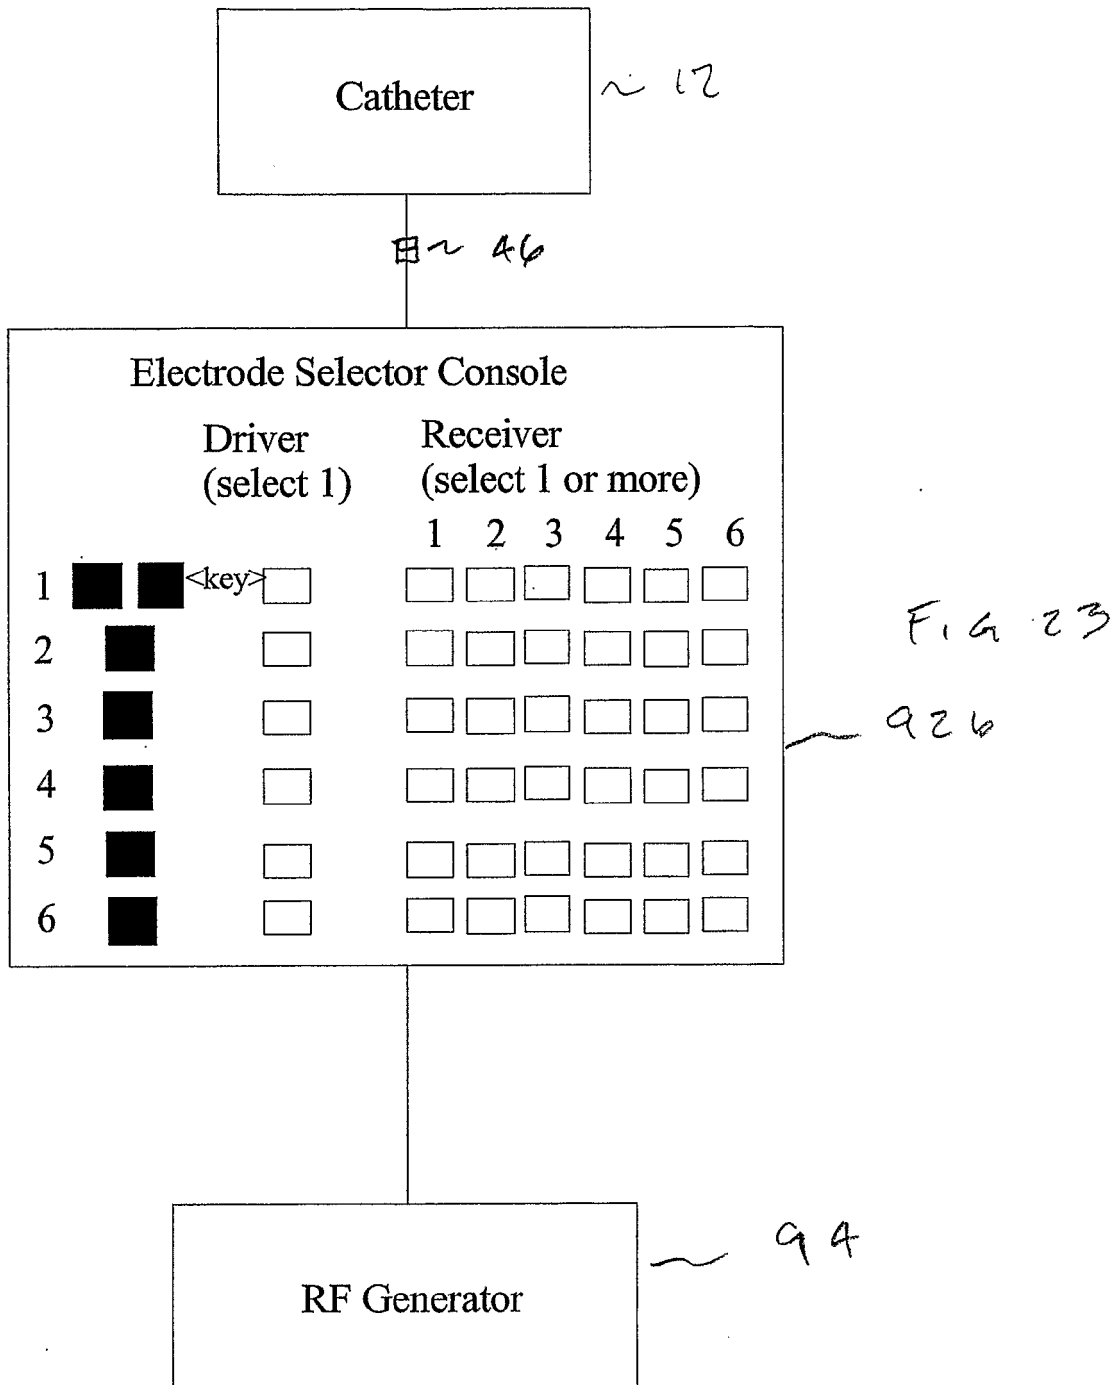 Catheter
~ 12
~ 46
Electrode Selector Console
Driver
(select 1)
Receiver
(select 1 or more)
1 2 3 4 5 6
1 <key>
2
3
4
5
6
FIG 23
926
RF Generator
94